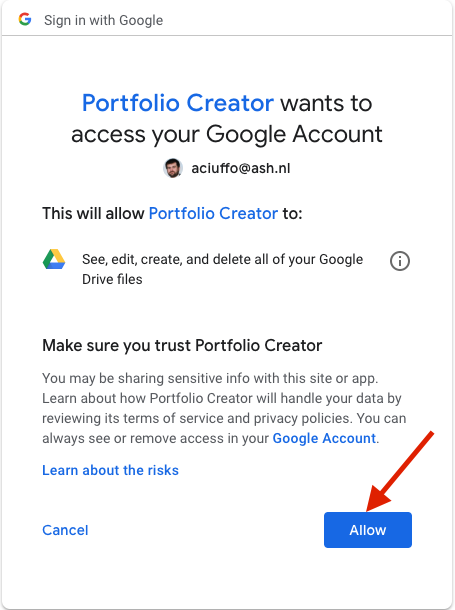 Sign in with Google
Portfolio Creator wants to
access your Google Account
aciuffo@ash.nl
This will allow Portfolio Creator to:
See, edit, create, and delete all of your Google
Drive files
Make sure you trust Portfolio Creator
You may be sharing sensitive info with this site or app.
Learn about how Portfolio Creator will handle your data by
reviewing its terms of service and privacy policies. You can
always see or remove access in your Google Account.
Learn about the risks
Cancel
Allow